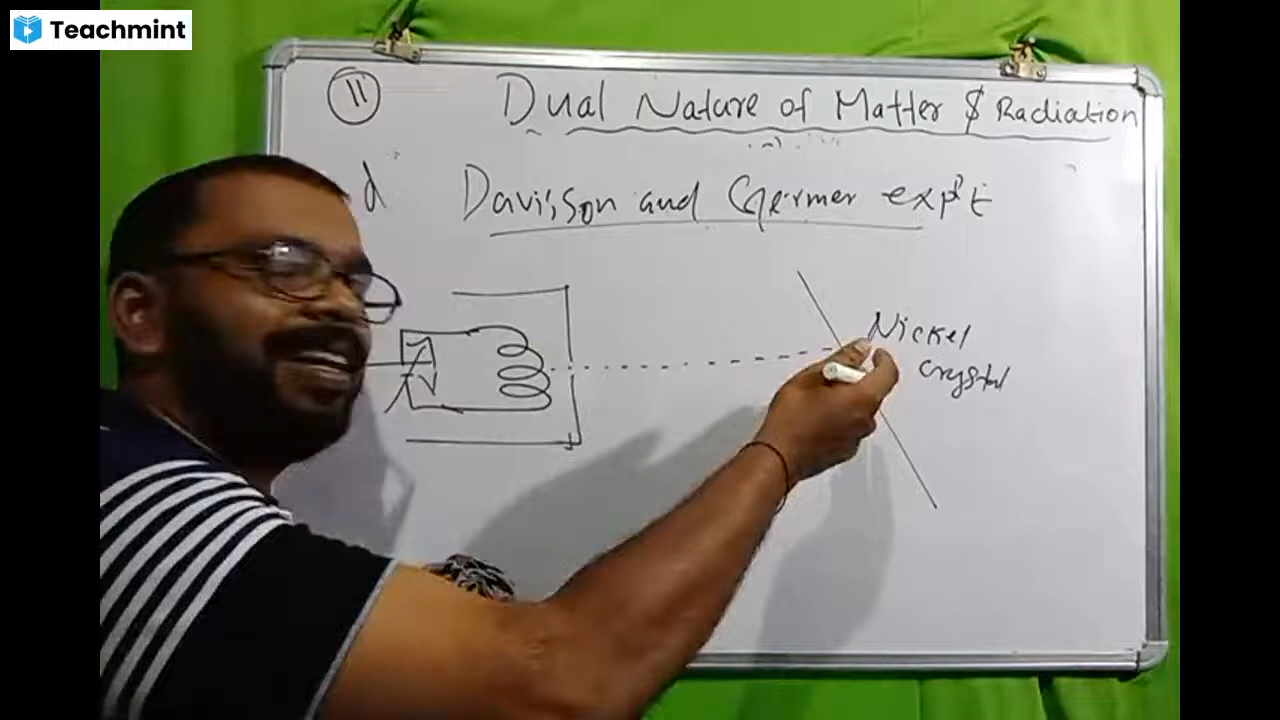 Teachmint
11 Dual Nature of Matter & Radiation
d Davisson and Germer exp't
Nickel
crystal